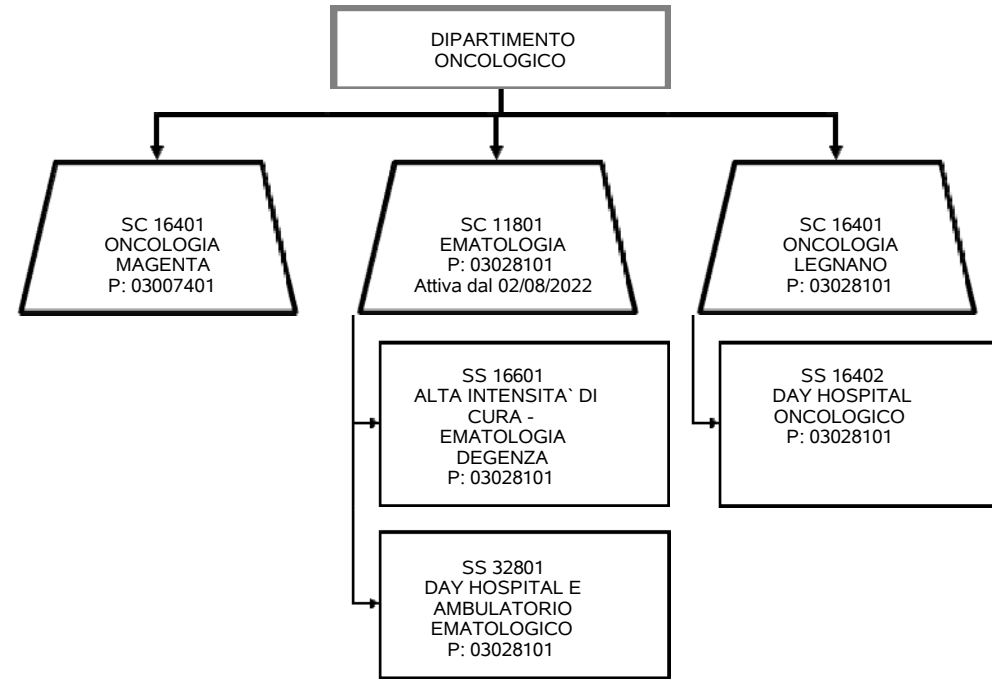 DIPARTIMENTO
ONCOLOGICO
SC 16401
ONCOLOGIA
MAGENTA
P: 03007401
SC 11801
EMATOLOGIA
P: 03028101
Attiva dal 02/08/2022
SC 16401
ONCOLOGIA
LEGNANO
P: 03028101
SS 16601
ALTA INTENSITA` DI
CURA -
EMATOLOGIA
DEGENZA
P: 03028101
SS 16402
DAY HOSPITAL
ONCOLOGICO
P: 03028101
SS 32801
DAY HOSPITAL E
AMBULATORIO
EMATOLOGICO
P: 03028101